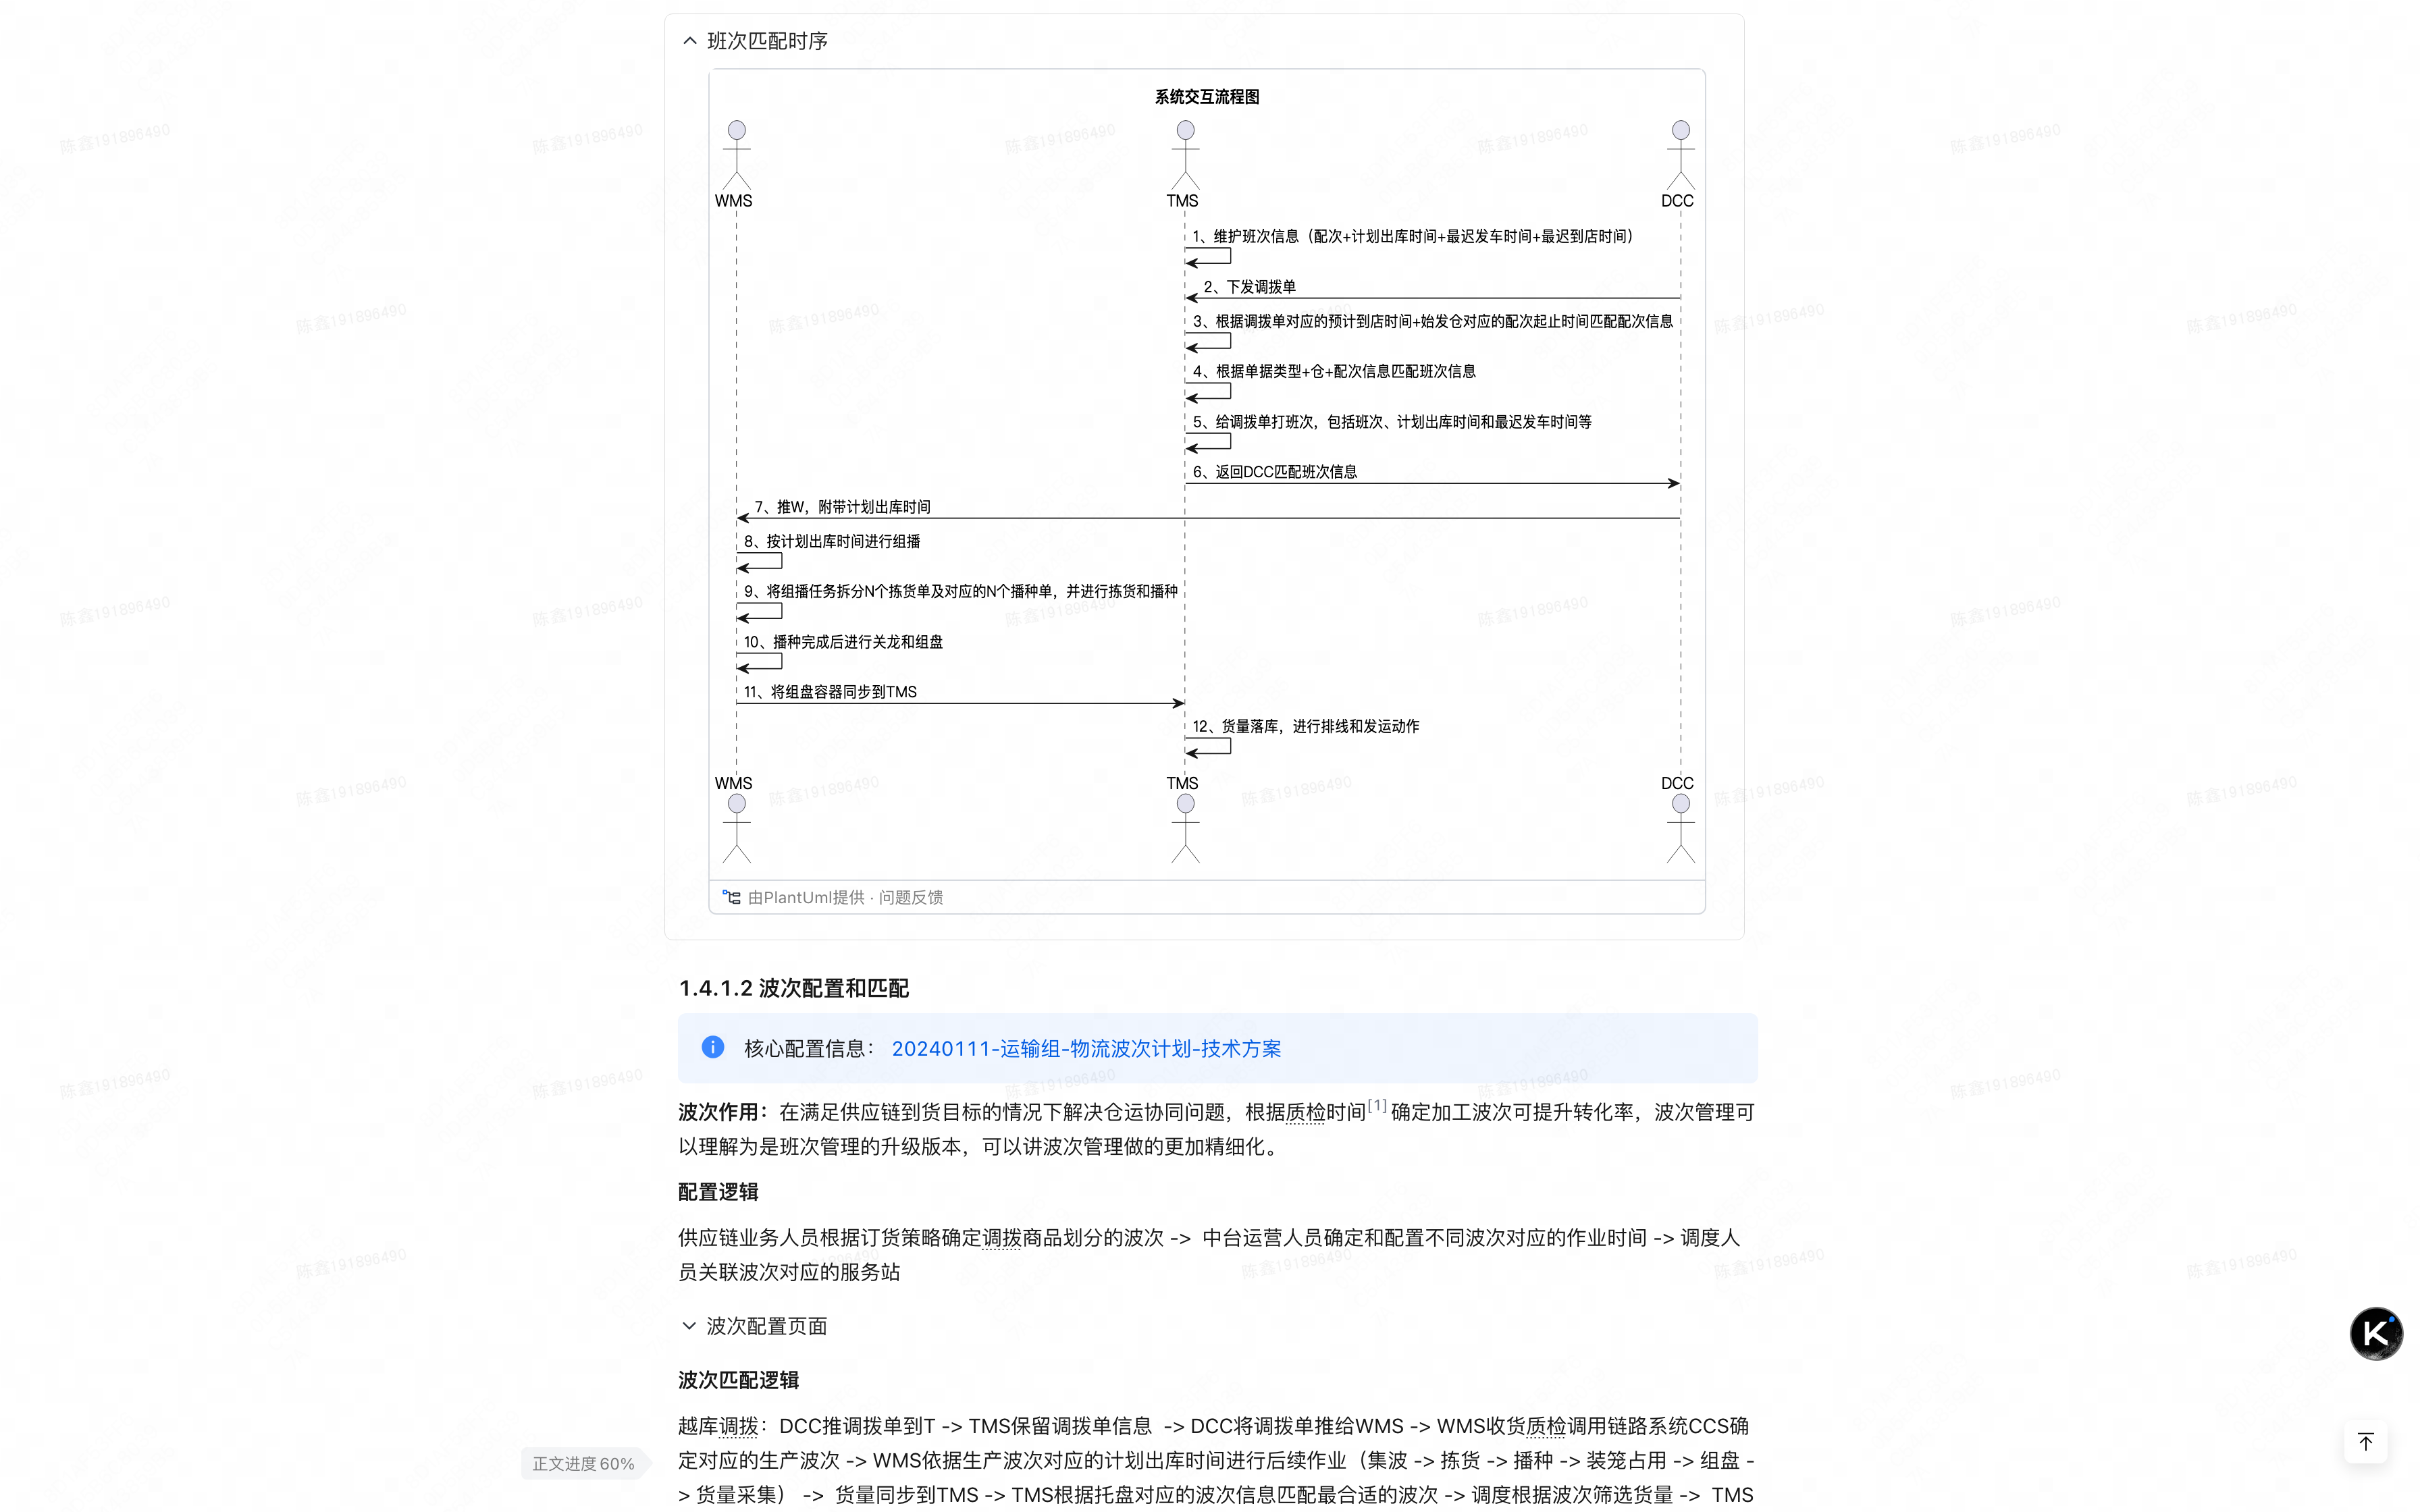 班次匹配时序
系统交互流程图
WMS
TMS
DCC
1、维护班次信息（配次+计划出库时间+最迟发车时间+最迟到店时间）
2、下发调拨单
3、根据调拨单对应的预计到店时间+始发仓对应的配次起止时间匹配配次信息
4、根据单据类型+仓+配次信息匹配班次信息
5、给调拨单打班次，包括班次、计划出库时间和最迟发车时间等
6、返回DCC匹配班次信息
7、推W，附带计划出库时间
8、按计划出库时间进行组播
9、将组播任务拆分N个拣货单及对应的N个播种单，并进行拣货和播种
10、播种完成后进行关龙和组盘
11、将组盘容器同步到TMS
12、货量落库，进行排线和发运动作
WMS
TMS
DCC
由PlantUml提供 · 问题反馈
1.4.1.2 波次配置和匹配
核心配置信息： 20240111-运输组-物流波次计划-技术方案
波次作用：在满足供应链到货目标的情况下解决仓运协同问题，根据质检时间[1]确定加工波次可提升转化率，波次管理可
以理解为是班次管理的升级版本，可以讲波次管理做的更加精细化。
配置逻辑
供应链业务人员根据订货策略确定调拨商品划分的波次 -> 中台运营人员确定和配置不同波次对应的作业时间 -> 调度人
员关联波次对应的服务站
波次配置页面
波次匹配逻辑
越库调拨：DCC推调拨单到T -> TMS保留调拨单信息 -> DCC将调拨单推给WMS -> WMS收货质检调用链路系统CCS确
定对应的生产波次 -> WMS依据生产波次对应的计划出库时间进行后续作业（集波 -> 拣货 -> 播种 -> 装笼占用 -> 组盘 -
> 货量采集） -> 货量同步到TMS -> TMS根据托盘对应的波次信息匹配最合适的波次 -> 调度根据波次筛选货量 -> TMS
正文进度 60%
陈鑫191896490